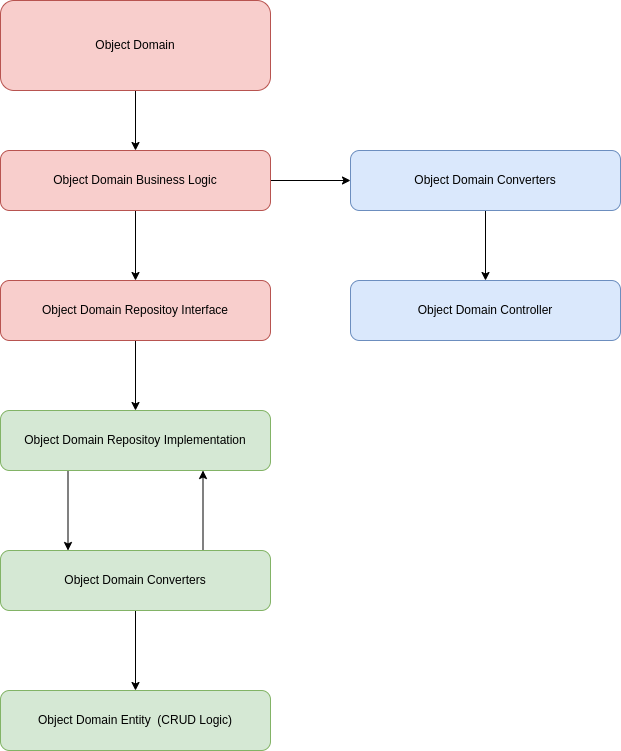 Object Domain
Object Domain Business Logic
Object Domain Converters
Object Domain Repositoy Interface
Object Domain Controller
Object Domain Repositoy Implementation
Object Domain Converters
Object Domain Entity  (CRUD Logic)